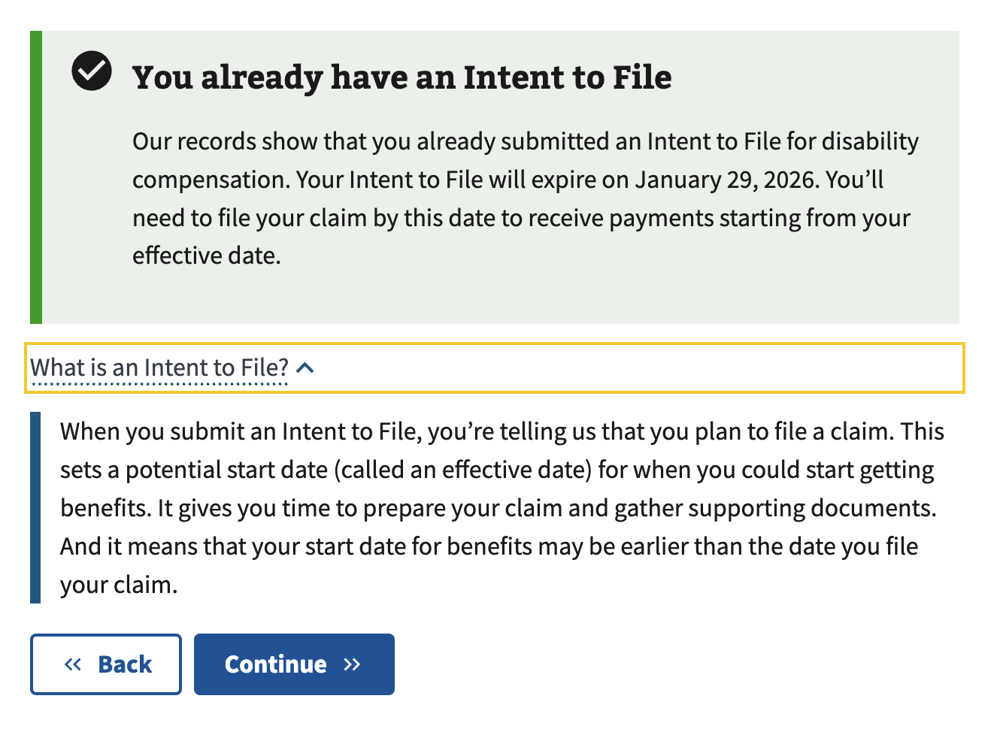 You already have an Intent to File
Our records show that you already submitted an Intent to File for disability
compensation. Your Intent to File will expire on January 29, 2026. You’ll
need to file your claim by this date to receive payments starting from your
effective date.
What is an Intent to File?
When you submit an Intent to File, you’re telling us that you plan to file a claim. This
sets a potential start date (called an effective date) for when you could start getting
benefits. It gives you time to prepare your claim and gather supporting documents.
And it means that your start date for benefits may be earlier than the date you file
your claim.
« Back
Continue »